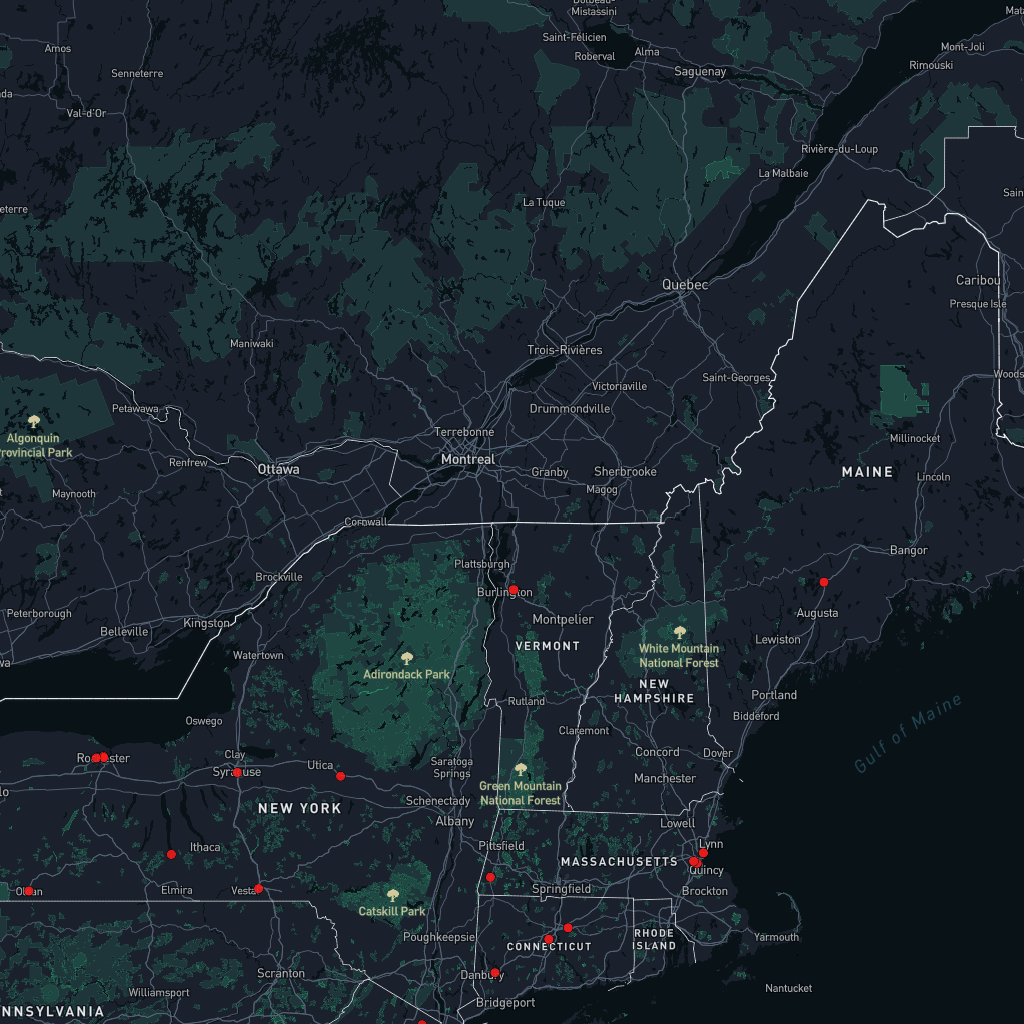 Dolbeau-
Mistassini
Mat
Saint-Félicien
Amos
Alma
Mont-Joli
Roberval
Rimouski
Senneterre
Saguenay
Val-d'Or
Rivière-du-Loup
La Malbaie
Sain
La Tuque
neterre
Caribou
Quebec
Presque Isle
Maniwaki
Trois-Rivières
Woods
Saint-Georges
Victoriaville
Petawawa
Drummondville
Algonquin
rovincial Park
Terrebonne
Millinocket
Montreal
Renfrew
Ottawa
Granby
Sherbrooke
MAINE
Lincoln
Maynooth
Magog
Cornwall
Bangor
Plattsburgh
Brockville
Burlington
Peterborough
Augusta
Kingston
Montpelier
Belleville
Lewiston
VERMONT
White Mountain
National Forest
Watertown
Adirondack Park
NEW
HAMPSHIRE
Portland
Rutland
Biddeford
Oswego
Gulf of Maine
Claremont
Clay
Concord
Dover
Rochester
Saratoga
Springs
Utica
Syracuse
Manchester
Green Mountain
National Forest
Schenectady
NEW YORK
Albany
Lowell
Pittsfield
Lynn
Ithaca
MASSACHUSETTS
Quincy
Olean
Elmira
Vestal
Springfield
Brockton
Catskill Park
Poughkeepsie
RHODE
ISLAND
Yarmouth
CONNECTICUT
Scranton
Danbury
Nantucket
Williamsport
Bridgeport
NNSYLVANIA